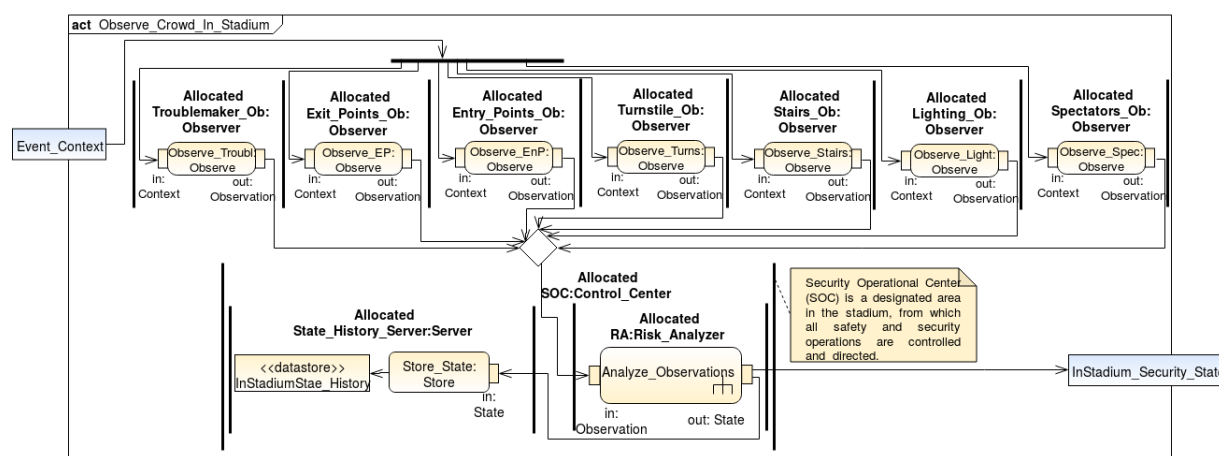 act Observe_Crowd_In_Stadium
Event_Context
Allocated
Troublemaker_Ob:
Observer
Observe_Troubl:
Observe
in:
Context
out:
Observation
Allocated
Exit_Points_Ob:
Observer
Observe_EP:
Observe
in:
Context
out:
Observation
Allocated
Entry_Points_Ob:
Observer
Observe_EnP:
Observe
in:
Context
out:
Observation
Allocated
Turnstile_Ob:
Observer
Observe_Turns:
Observe
in:
Context
out:
Observation
Allocated
Stairs_Ob:
Observer
Observe_Stairs:
Observe
in:
Context
out:
Observation
Allocated
Lighting_Ob:
Observer
Observe_Light:
Observe
in:
Context
out:
Observation
Allocated
Spectators_Ob:
Observer
Observe_Spec:
Observe
in:
Context
out:
Observation
Allocated
SOC:Control_Center
Allocated
State_History_Server:Server
<<datastore>>
InStadiumStae_History
Store_State:
Store
in:
State
Allocated
RA:Risk_Analyzer
Analyze_Observations
in:
Observation
out: State
Security Operational Center
(SOC) is a designated area
in the stadium, from which
all safety and security
operations are controlled
and directed.
InStadium_Security_State